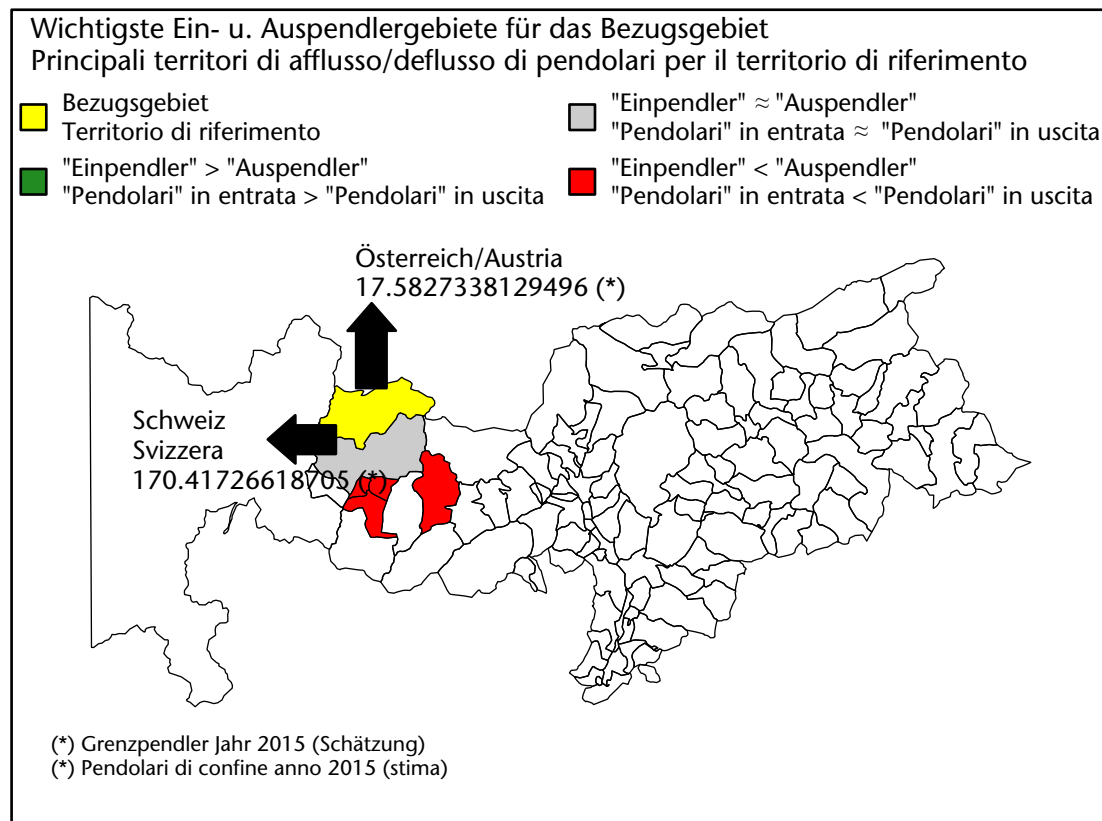 Wichtigste Ein- u. Auspendlergebiete für das Bezugsgebiet
Principali territori di afflusso/deflusso di pendolari per il territorio di riferimento
Bezugsgebiet
Territorio di riferimento
"Einpendler" > "Auspendler"
"Pendolari" in entrata > "Pendolari" in uscita
"Einpendler" ≈ "Auspendler"
"Pendolari" in entrata ≈ "Pendolari" in uscita
"Einpendler" < "Auspendler"
"Pendolari" in entrata < "Pendolari" in uscita
Österreich/Austria
17.5827338129496 (*)
Schweiz
Svizzera
170.41726618705 (*)
(*) Grenzpendler Jahr 2015 (Schätzung)
(*) Pendolari di confine anno 2015 (stima)